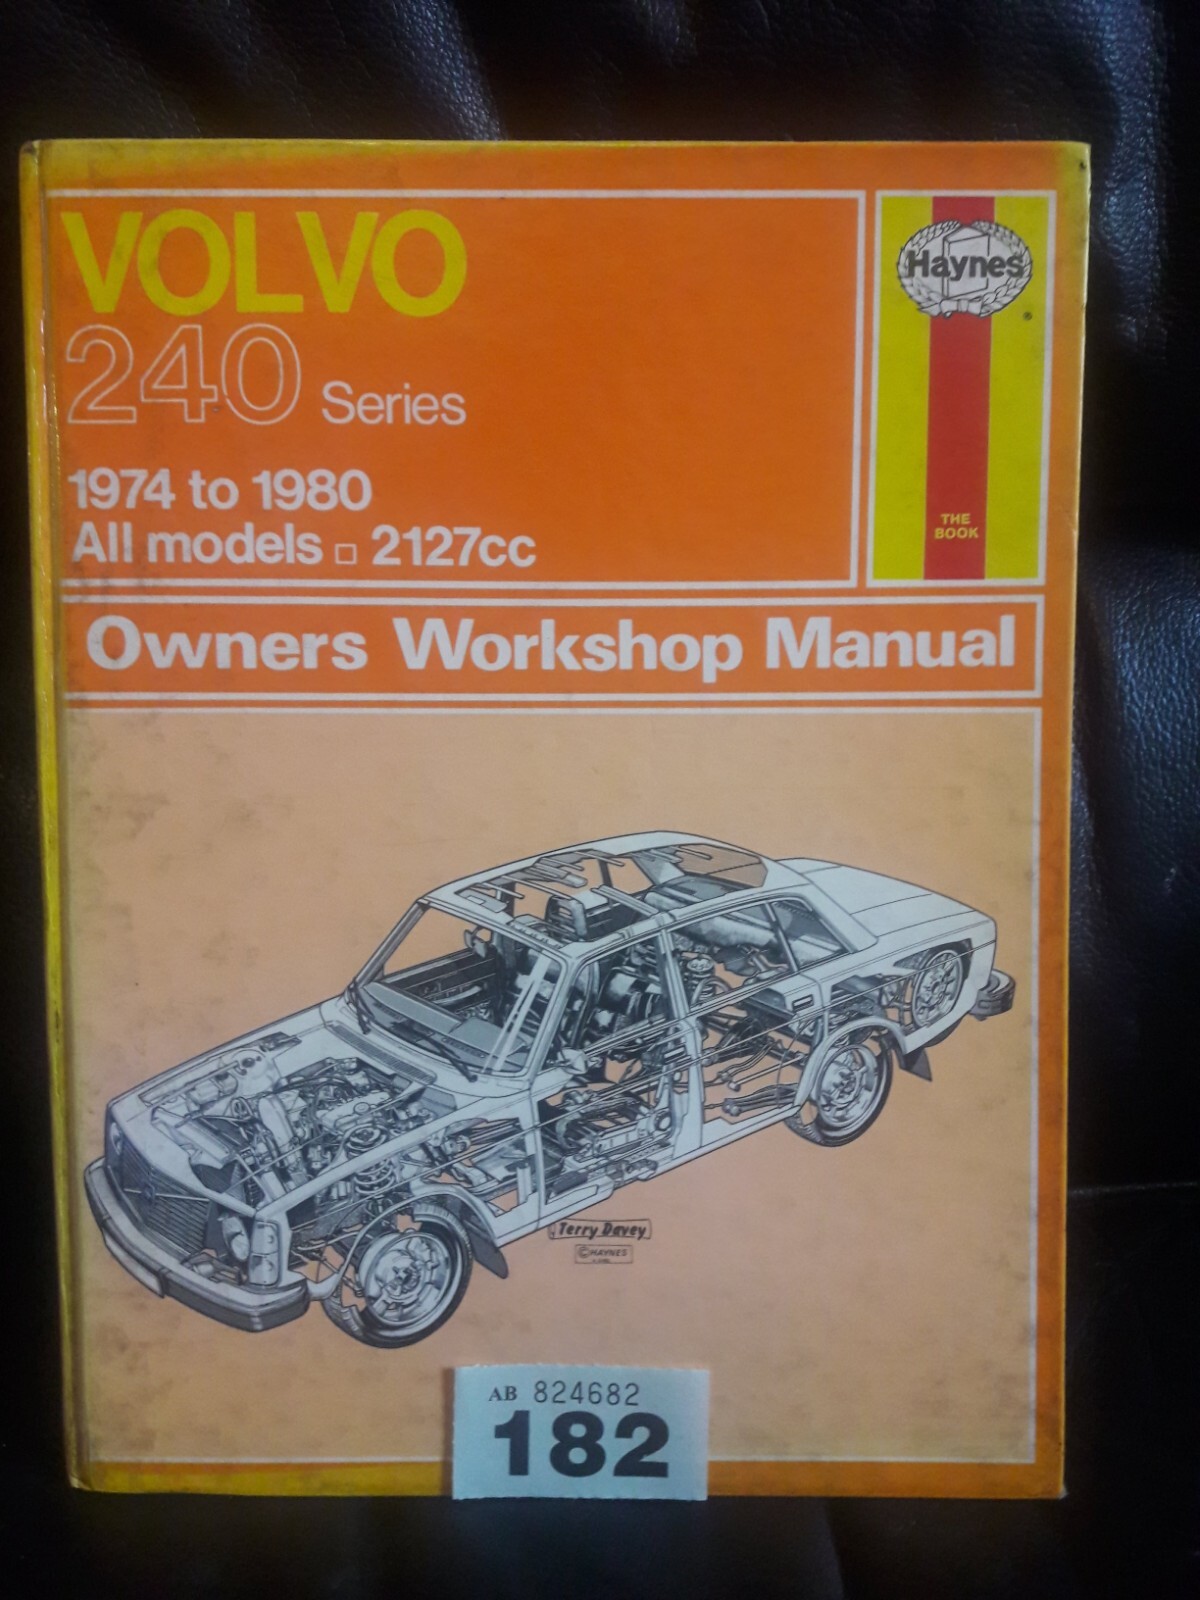 VOLVO
240 Series
1974 to 1980
All models □ 2127cc
Haynes
®
THE
BOOK
Owners Workshop Manual
Terry Davey
©HAYNES
AB 824682
182